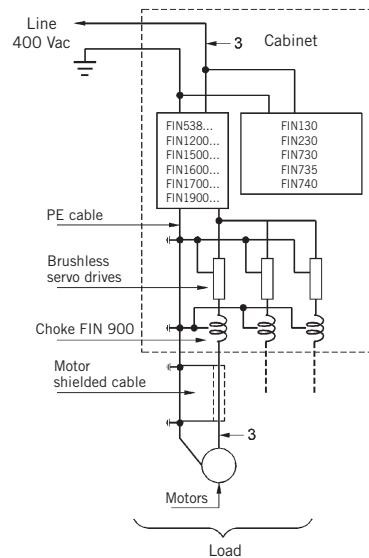 Line
400 Vac
3
Cabinet
FIN538...
FIN1200...
FIN1500...
FIN1600...
FIN1700...
FIN1900...
FIN130
FIN230
FIN730
FIN735
FIN740
PE cable
Brushless
servo drives
Choke FIN 900
Motor
shielded cable
3
Motors
Load